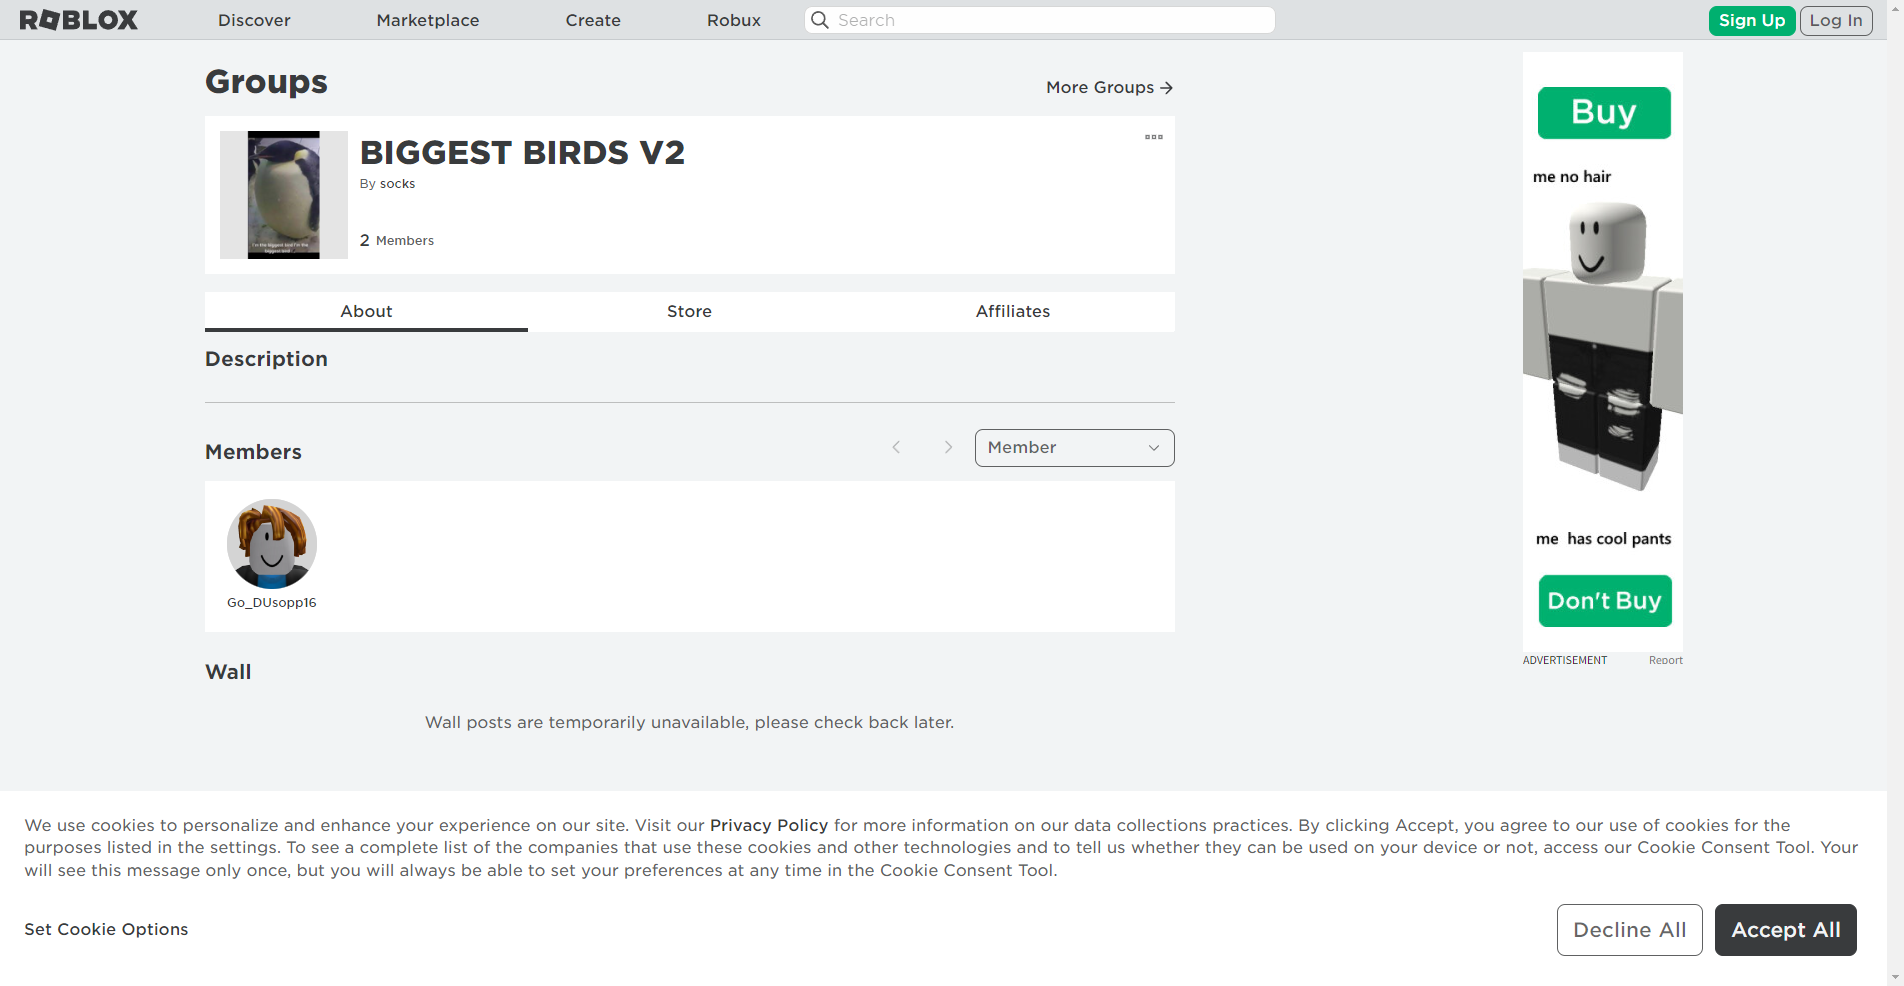 ROBLOX
Discover
Marketplace
Create
Robux
Search
Sign Up
Log In
Groups
More Groups
BIGGEST BIRDS V2
By socks
2 Members
I'm the biggest bird I'm the
biggest bird
About
Store
Affiliates
Description
Members
Member
Go_DUsopp16
Wall
Wall posts are temporarily unavailable, please check back later.
Buy
me no hair
me has cool pants
Don't Buy
ADVERTISEMENT
Report
We use cookies to personalize and enhance your experience on our site. Visit our Privacy Policy for more information on our data collections practices. By clicking Accept, you agree to our use of cookies for the
purposes listed in the settings. To see a complete list of the companies that use these cookies and other technologies and to tell us whether they can be used on your device or not, access our Cookie Consent Tool. Your
will see this message only once, but you will always be able to set your preferences at any time in the Cookie Consent Tool.
Set Cookie Options
Decline All
Accept All